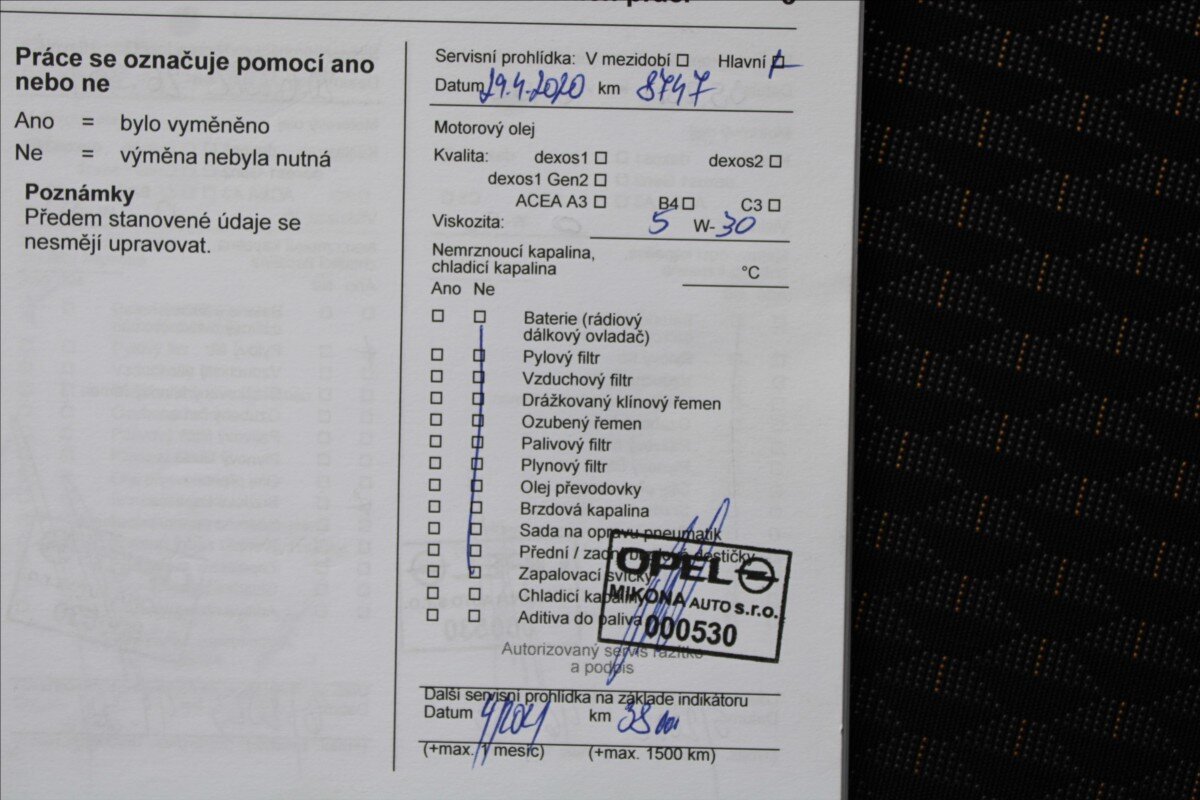 Práce se označuje pomocí ano
nebo ne
Ano = bylo vyměněno
Ne = výměna nebyla nutná
Poznámky
Předem stanovené údaje se
nesmějí upravovat.
Servisní prohlídka: V mezidobí Hlavní
Datum 29.4.2020 km 8747
Motorový olej
Kvalita: dexos1 dexos2
dexos1 Gen2
ACEA A3 B4 C3
Viskozita: 5 W-30
Nemrznoucí kapalina,
chladicí kapalina °C
Ano Ne
Baterie (rádiový
dálkový ovladač)
Pylový filtr
Vzduchový filtr
Drážkovaný klínový řemen
Ozubený řemen
Palivový filtr
Plynový filtr
Olej převodovky
Brzdová kapalina
Sada na opravu pneumatik
Přední / zadní brzdové destičky
Zapalovací svíčky
Chladicí kapaliny
Aditiva do paliva
OPEL
MIKONA AUTO s.r.o.
000530
Autorizovaný servis razítko
a podpis
Další servisní prohlídka na základe indikátoru
Datum km
(+max. 1 mesíc) (+max. 1500 km)